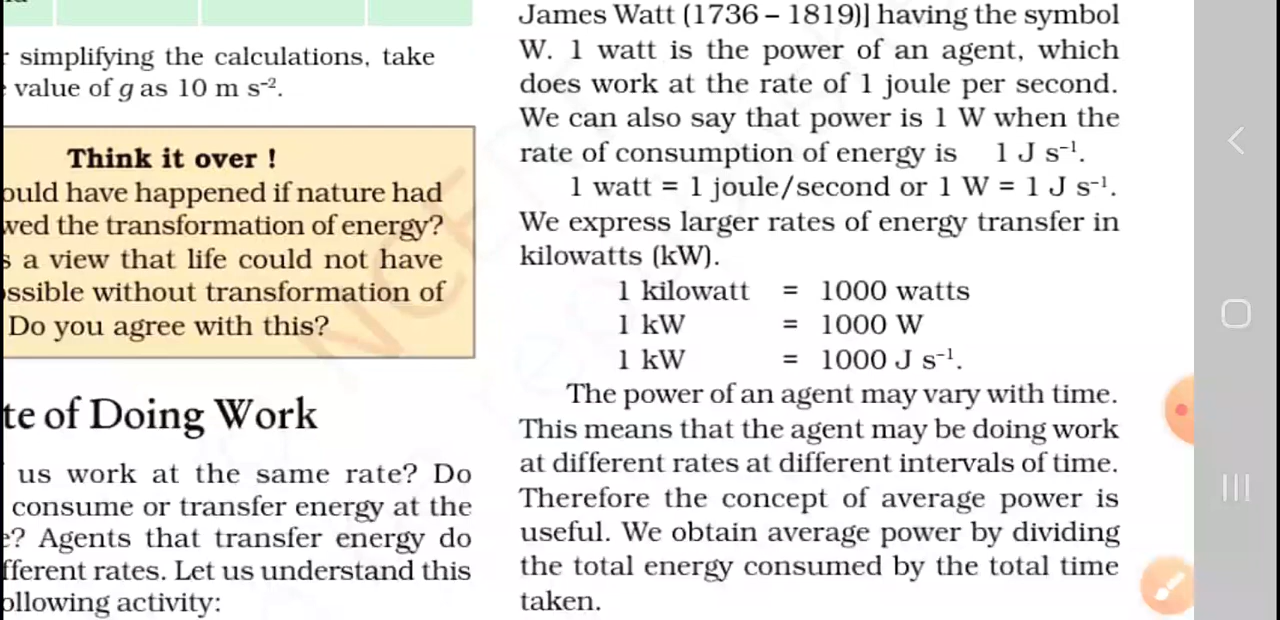 simplifying the calculations, take
value of g as 10 m s⁻².
Think it over !
ould have happened if nature had
wed the transformation of energy?
s a view that life could not have
ssible without transformation of
Do you agree with this?
te of Doing Work
us work at the same rate? Do
consume or transfer energy at the
e? Agents that transfer energy do
fferent rates. Let us understand this
ollowing activity:
James Watt (1736 – 1819)] having the symbol
W. 1 watt is the power of an agent, which
does work at the rate of 1 joule per second.
We can also say that power is 1 W when the
rate of consumption of energy is 1 J s⁻¹.
1 watt = 1 joule/second or 1 W = 1 J s⁻¹.
We express larger rates of energy transfer in
kilowatts (kW).
1 kilowatt = 1000 watts
1 kW = 1000 W
1 kW = 1000 J s⁻¹.
The power of an agent may vary with time.
This means that the agent may be doing work
at different rates at different intervals of time.
Therefore the concept of average power is
useful. We obtain average power by dividing
the total energy consumed by the total time
taken.